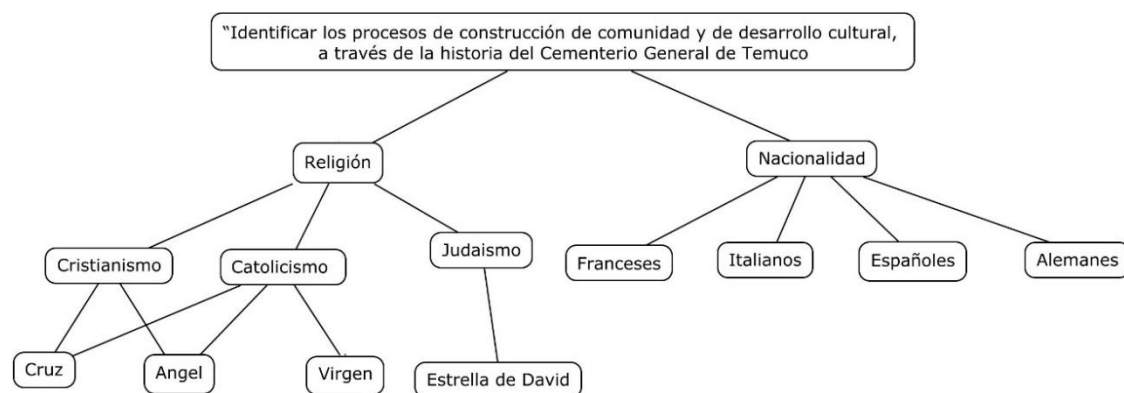 “Identificar los procesos de construcción de comunidad y de desarrollo cultural,
a través de la historia del Cementerio General de Temuco
Religión
Nacionalidad
Cristianismo
Catolicismo
Judaismo
Franceses
Italianos
Españoles
Alemanes
Cruz
Angel
Virgen
Estrella de David